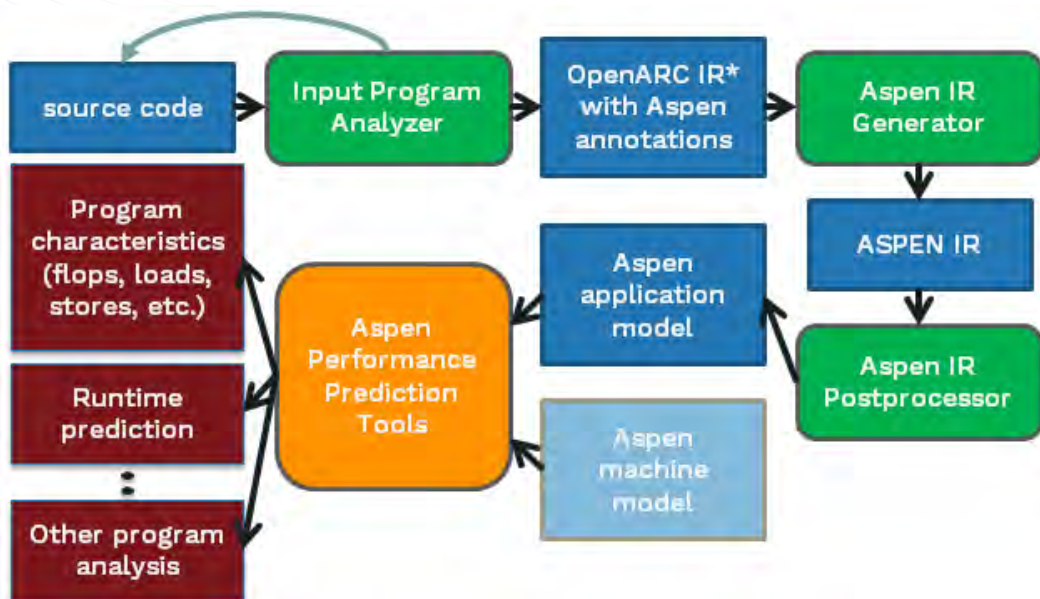 source code
Input Program
Analyzer
OpenARC IR*
with Aspen
annotations
Aspen IR
Generator
ASPEN IR
Aspen IR
Postprocessor
Aspen
application
model
Aspen
machine
model
Aspen
Performance
Prediction
Tools
Program
characteristics
(flops, loads,
stores, etc.)
Runtime
prediction
Other program
analysis